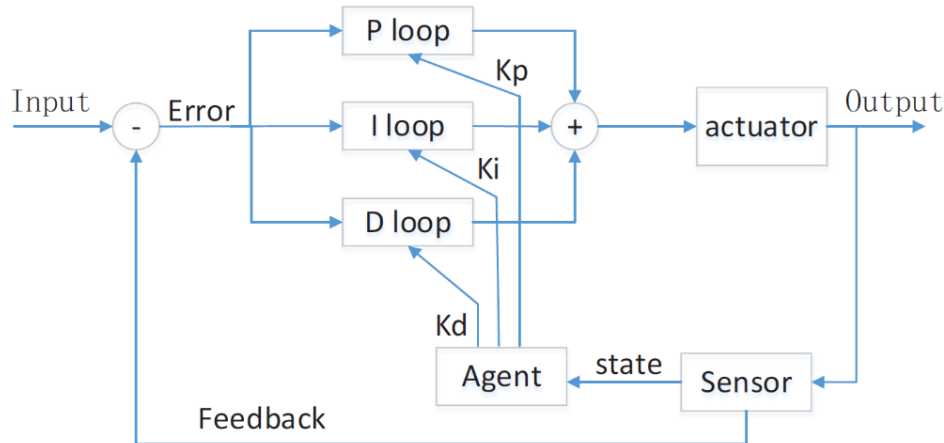 P loop
Kp
Input
Error
-
I loop
+
actuator
Output
Ki
D loop
Kd
Agent
state
Sensor
Feedback